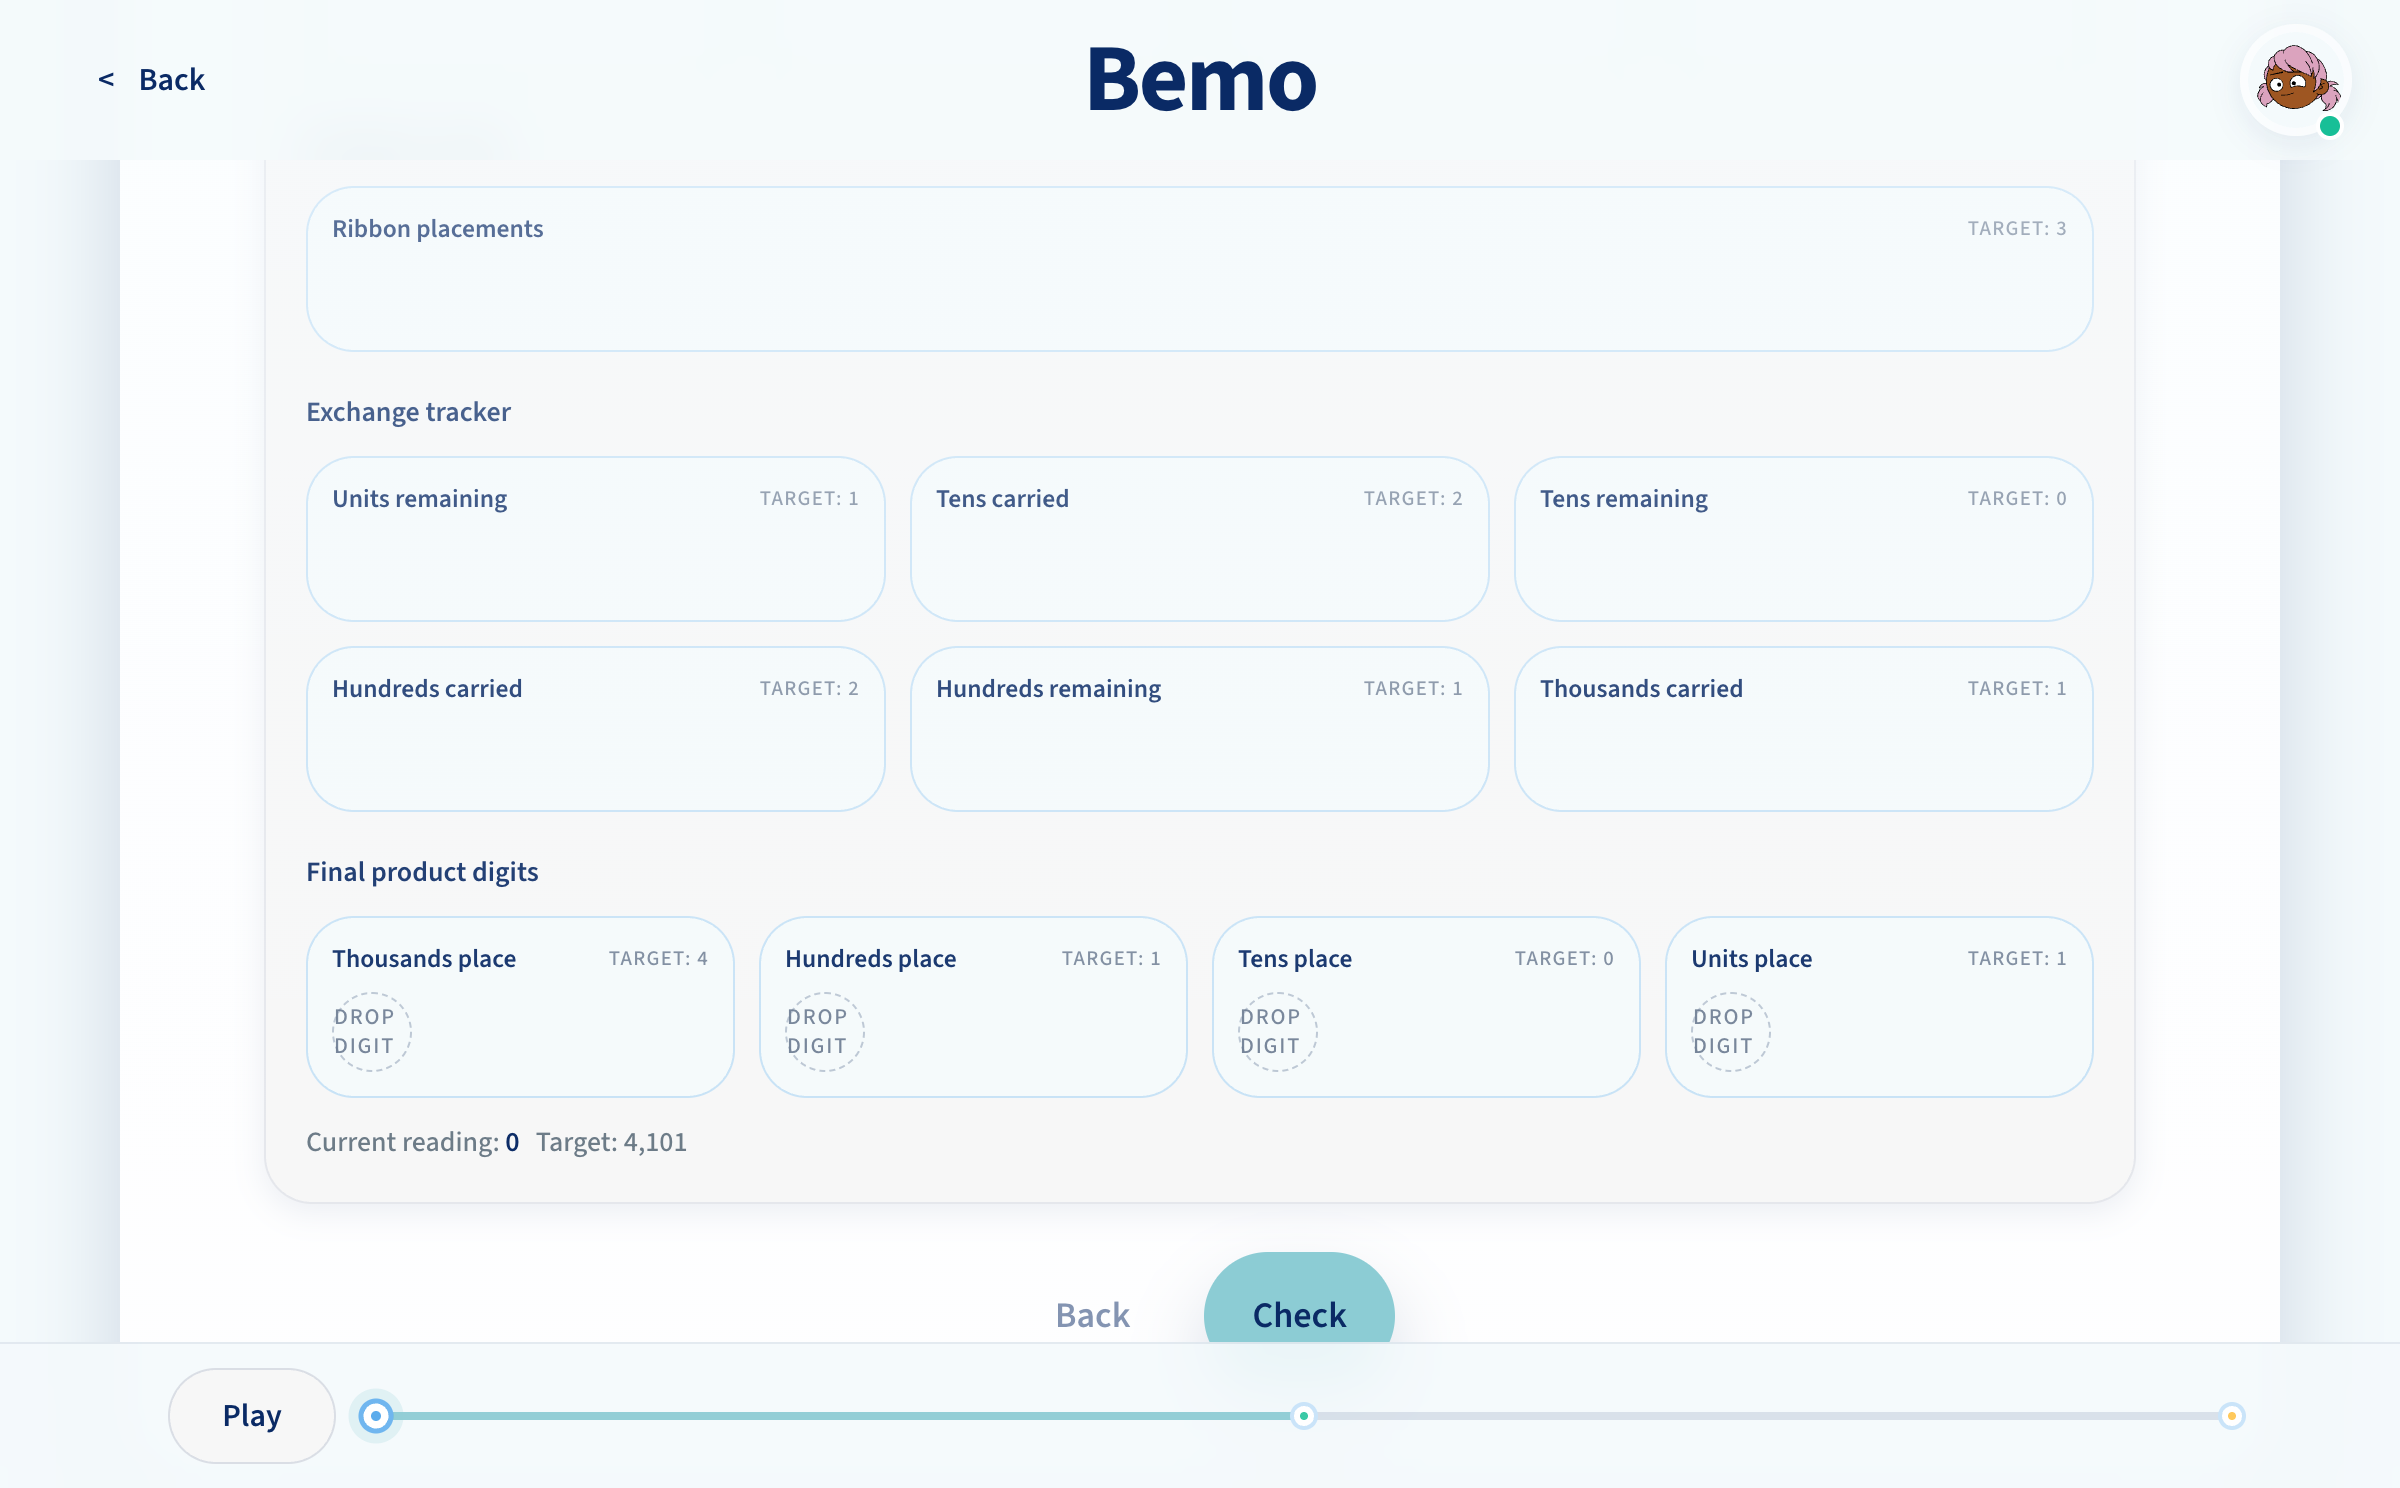 < Back
Bemo
Ribbon placements TARGET: 3
Exchange tracker
Units remaining TARGET: 1
Tens carried TARGET: 2
Tens remaining TARGET: 0
Hundreds carried TARGET: 2
Hundreds remaining TARGET: 1
Thousands carried TARGET: 1
Final product digits
Thousands place TARGET: 4
DROP
DIGIT
Hundreds place TARGET: 1
DROP
DIGIT
Tens place TARGET: 0
DROP
DIGIT
Units place TARGET: 1
DROP
DIGIT
Current reading: 0 Target: 4,101
Back
Check
Play